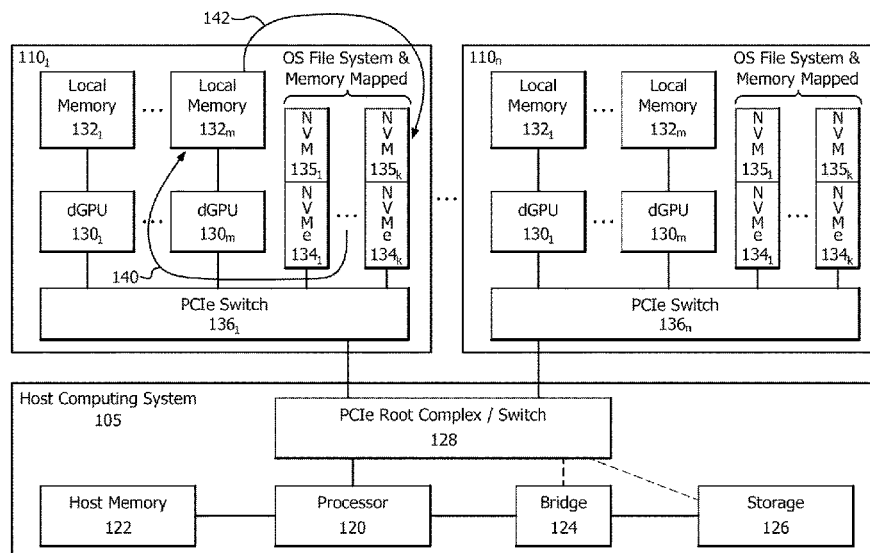 142
110₁
OS File System &
Memory Mapped
Local
Memory
132₁
...
Local
Memory
132ₘ
N
V
M
135₁
N
V
M
135ₖ
dGPU
130₁
...
dGPU
130ₘ
N
V
M
e
134₁
...
N
V
M
e
134ₖ
140
PCIe Switch
136₁
...
110ₙ
OS File System &
Memory Mapped
Local
Memory
132₁
...
Local
Memory
132ₘ
N
V
M
135₁
N
V
M
135ₖ
dGPU
130₁
...
dGPU
130ₘ
N
V
M
e
134₁
...
N
V
M
e
134ₖ
PCIe Switch
136ₙ
Host Computing System
105
PCIe Root Complex / Switch
128
Host Memory
122
Processor
120
Bridge
124
Storage
126